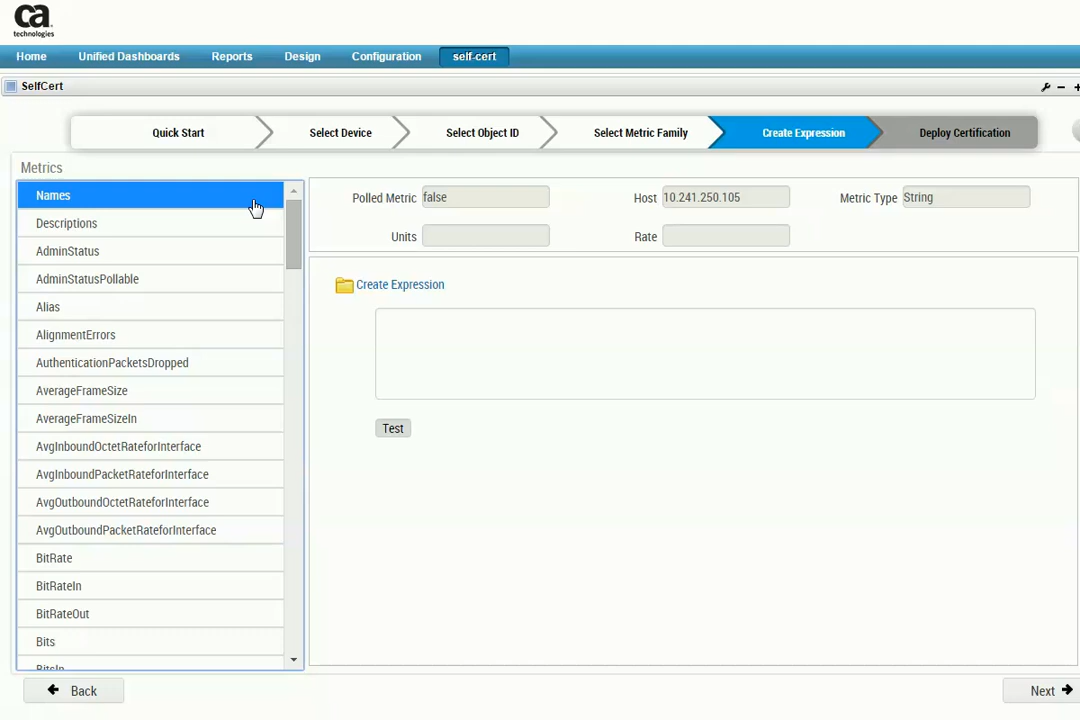 ca
technologies
Home Unified Dashboards Reports Design Configuration self-cert
SelfCert
Quick Start Select Device Select Object ID Select Metric Family Create Expression Deploy Certification
Metrics
Names
Descriptions
AdminStatus
AdminStatusPollable
Alias
AlignmentErrors
AuthenticationPacketsDropped
AverageFrameSize
AverageFrameSizeIn
AvgInboundOctetRateforInterface
AvgInboundPacketRateforInterface
AvgOutboundOctetRateforInterface
AvgOutboundPacketRateforInterface
BitRate
BitRateIn
BitRateOut
Bits
BitsIn
Polled Metric false Host 10.241.250.105 Metric Type String
Units Rate
Create Expression
Test
Back Next